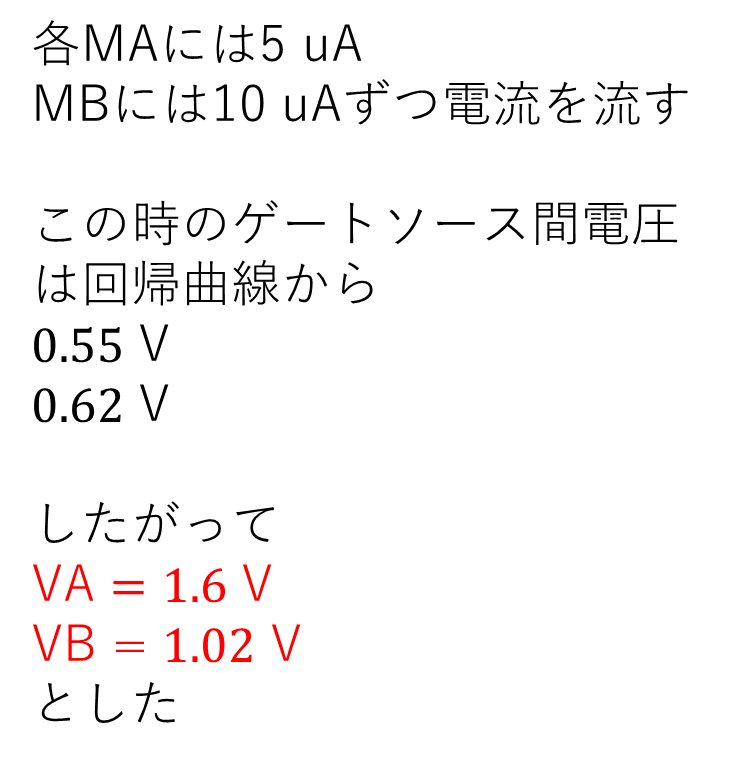 各MAには5 uA
MBには10 uAずつ電流を流す
この時のゲートソース間電圧
は回帰曲線から
0.55 V
0.62 V
したがって
VA = 1.6 V
VB = 1.02 V
とした